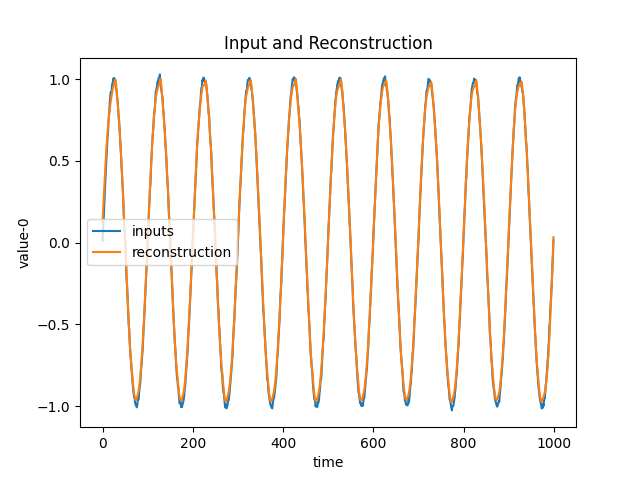 Input and Reconstruction
1.0
0.5
0.0
−0.5
−1.0
value-0
inputs
reconstruction
0 200 400 600 800 1000
time